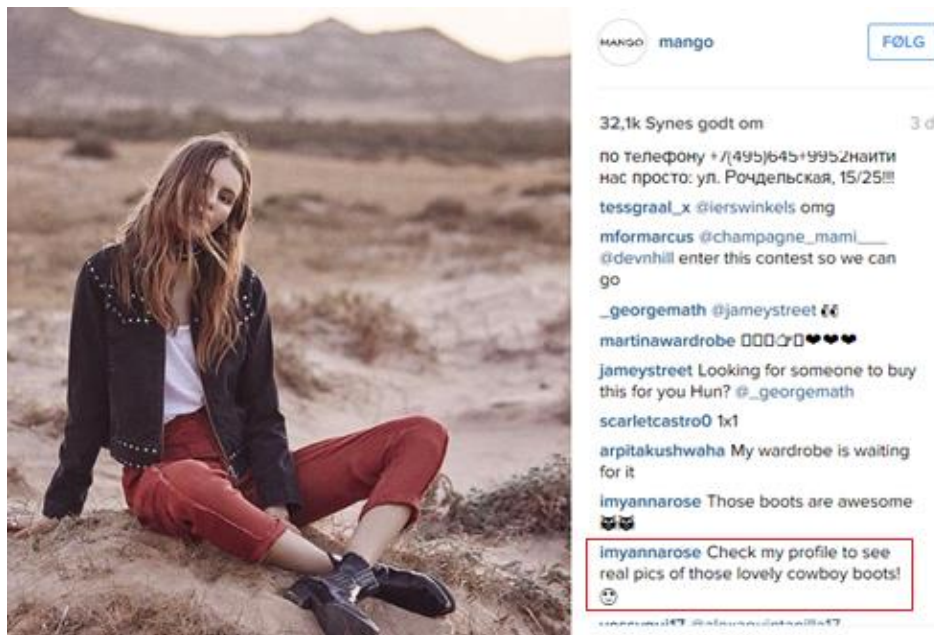 MANGO
mango
FØLG
32,1k Synes godt om
3 d
по телефону +7(495)645+9952найти
нас просто: ул. Рочдельская, 15/25!!!
tessgraal_x @ierswinkels omg
mformarcus @champagne_mami___
@devnhill enter this contest so we can
go
_georgemath @jameystreet 👀
martinawardrobe ▯▯▯👉▯❤❤❤
jameystreet Looking for someone to buy
this for you Hun? @_georgemath
scarletcastro0 1x1
arpitakushwaha My wardrobe is waiting
for it
imyannarose Those boots are awesome
imyannarose Check my profile to see
real pics of those lovely cowboy boots!